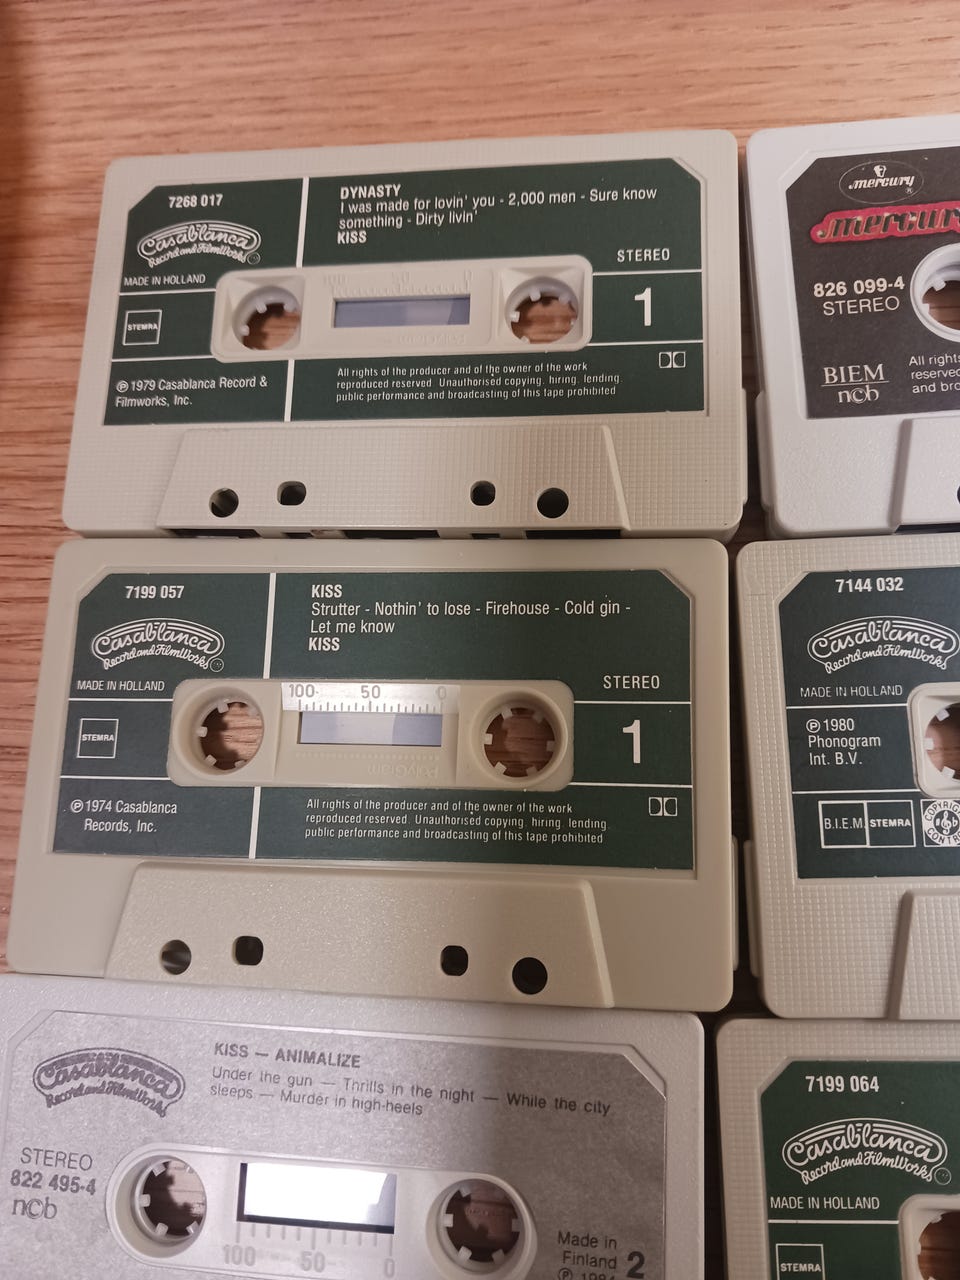 7268 017
Casablanca
Record and FilmWorks
MADE IN HOLLAND
STEMRA
℗ 1979 Casablanca Record &
Filmworks, Inc.
DYNASTY
I was made for lovin' you - 2,000 men - Sure know
something - Dirty livin'
KISS
STEREO
1
100 50 0
All rights of the producer and of the owner of the work
reproduced reserved. Unauthorised copying, hiring, lending,
public performance and broadcasting of this tape prohibited
mercury
mercury
826 099-4
STEREO
BIEM
ncb
All rights
reserved
and bro
7199 057
Casablanca
Record and FilmWorks
MADE IN HOLLAND
STEMRA
℗ 1974 Casablanca
Records, Inc.
KISS
Strutter - Nothin' to lose - Firehouse - Cold gin -
Let me know
KISS
STEREO
1
100 50 0
PolyGram
All rights of the producer and of the owner of the work
reproduced reserved. Unauthorised copying, hiring, lending,
public performance and broadcasting of this tape prohibited
7144 032
Casablanca
Record and FilmWorks
MADE IN HOLLAND
℗ 1980
Phonogram
Int. B.V.
B.I.E.M. STEMRA
COPYRIGH
CONTR
Casablanca
Record and FilmWorks
KISS — ANIMALIZE
Under the gun — Thrills in the night — While the city
sleeps — Murder in high-heels
STEREO
822 495-4
ncb
100 50 0
Made in
Finland
℗ 1984
2
7199 064
Casablanca
Record and FilmWorks
MADE IN HOLLAND
STEMRA